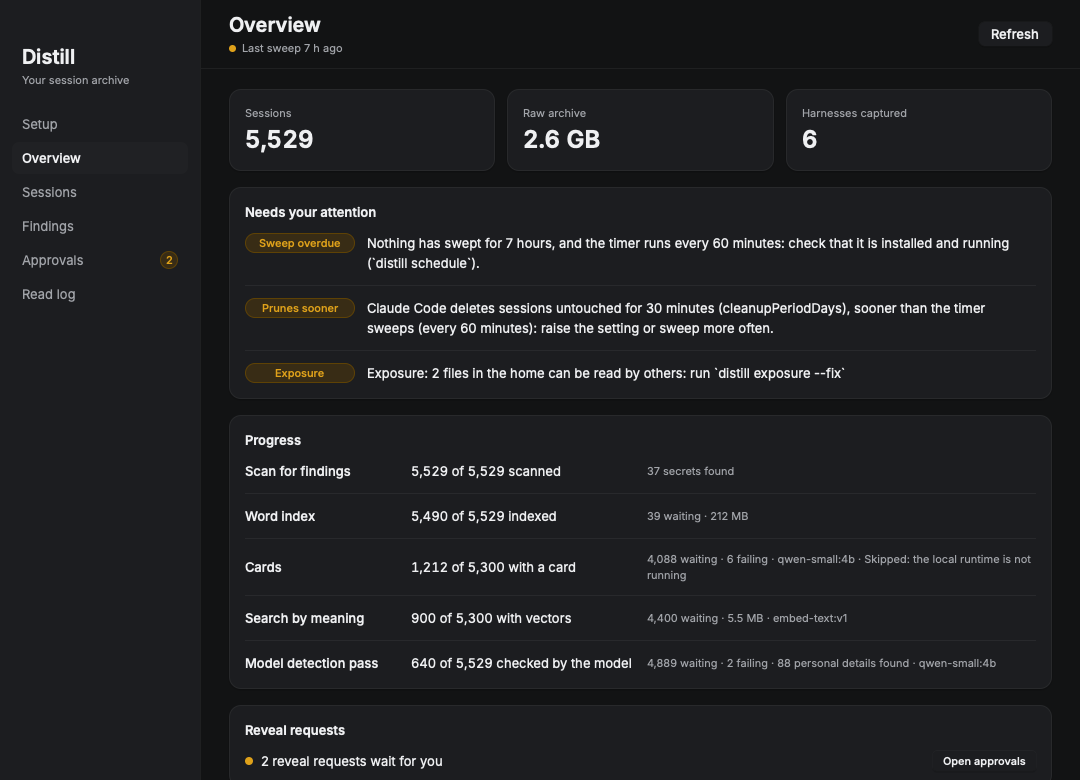 Distill
Your session archive
Setup
Overview
Sessions
Findings
Approvals
2
Read log
Overview
Last sweep 7 h ago
Refresh
Sessions
5,529
Raw archive
2.6 GB
Harnesses captured
6
Needs your attention
Sweep overdue
Nothing has swept for 7 hours, and the timer runs every 60 minutes: check that it is installed and running
(`distill schedule`).
Prunes sooner
Claude Code deletes sessions untouched for 30 minutes (cleanupPeriodDays), sooner than the timer
sweeps (every 60 minutes): raise the setting or sweep more often.
Exposure
Exposure: 2 files in the home can be read by others: run `distill exposure --fix`
Progress
Scan for findings
5,529 of 5,529 scanned
37 secrets found
Word index
5,490 of 5,529 indexed
39 waiting · 212 MB
Cards
1,212 of 5,300 with a card
4,088 waiting · 6 failing · qwen-small:4b · Skipped: the local runtime is not
running
Search by meaning
900 of 5,300 with vectors
4,400 waiting · 5.5 MB · embed-text:v1
Model detection pass
640 of 5,529 checked by the model
4,889 waiting · 2 failing · 88 personal details found · qwen-small:4b
Reveal requests
2 reveal requests wait for you
Open approvals